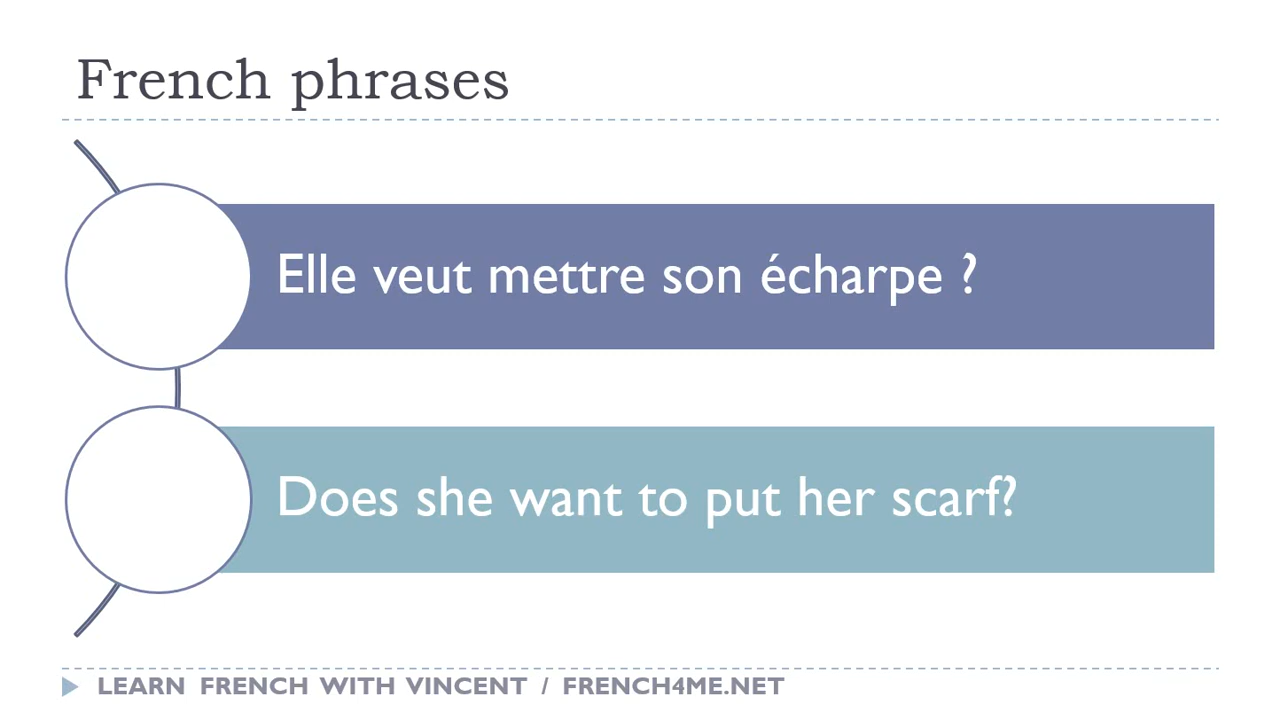 French phrases
Elle veut mettre son écharpe ?
Does she want to put her scarf?
LEARN FRENCH WITH VINCENT / FRENCH4ME.NET